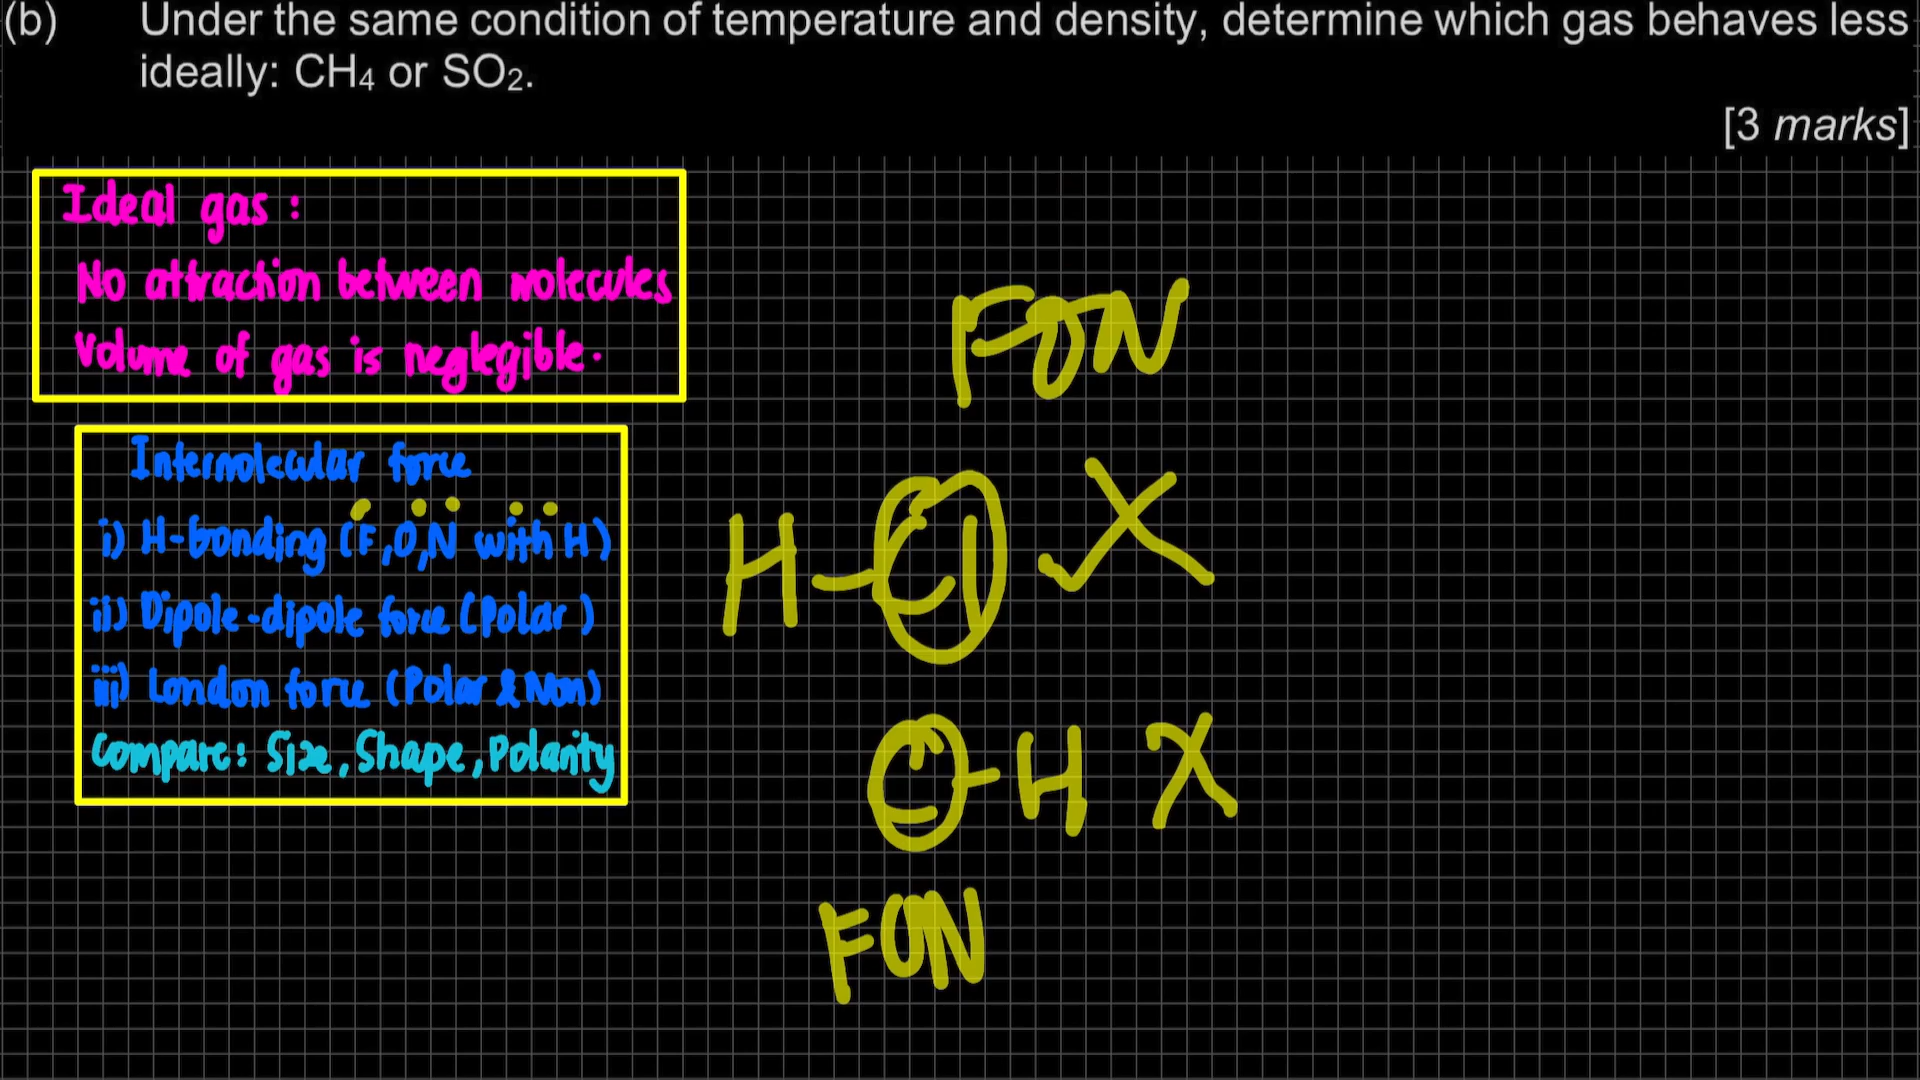 (b) Under the same condition of temperature and density, determine which gas behaves less
ideally: CH₄ or SO₂.
[3 marks]
Ideal gas :
No attraction between molecules
Volume of gas is neglegible.
Intermolecular force
i) H-bonding (F,O,N with H)
ii) Dipole-dipole force (Polar)
iii) London force (Polar & Non)
Compare: Size, Shape, Polarity
FON
H-Cl X
C-H X
FON